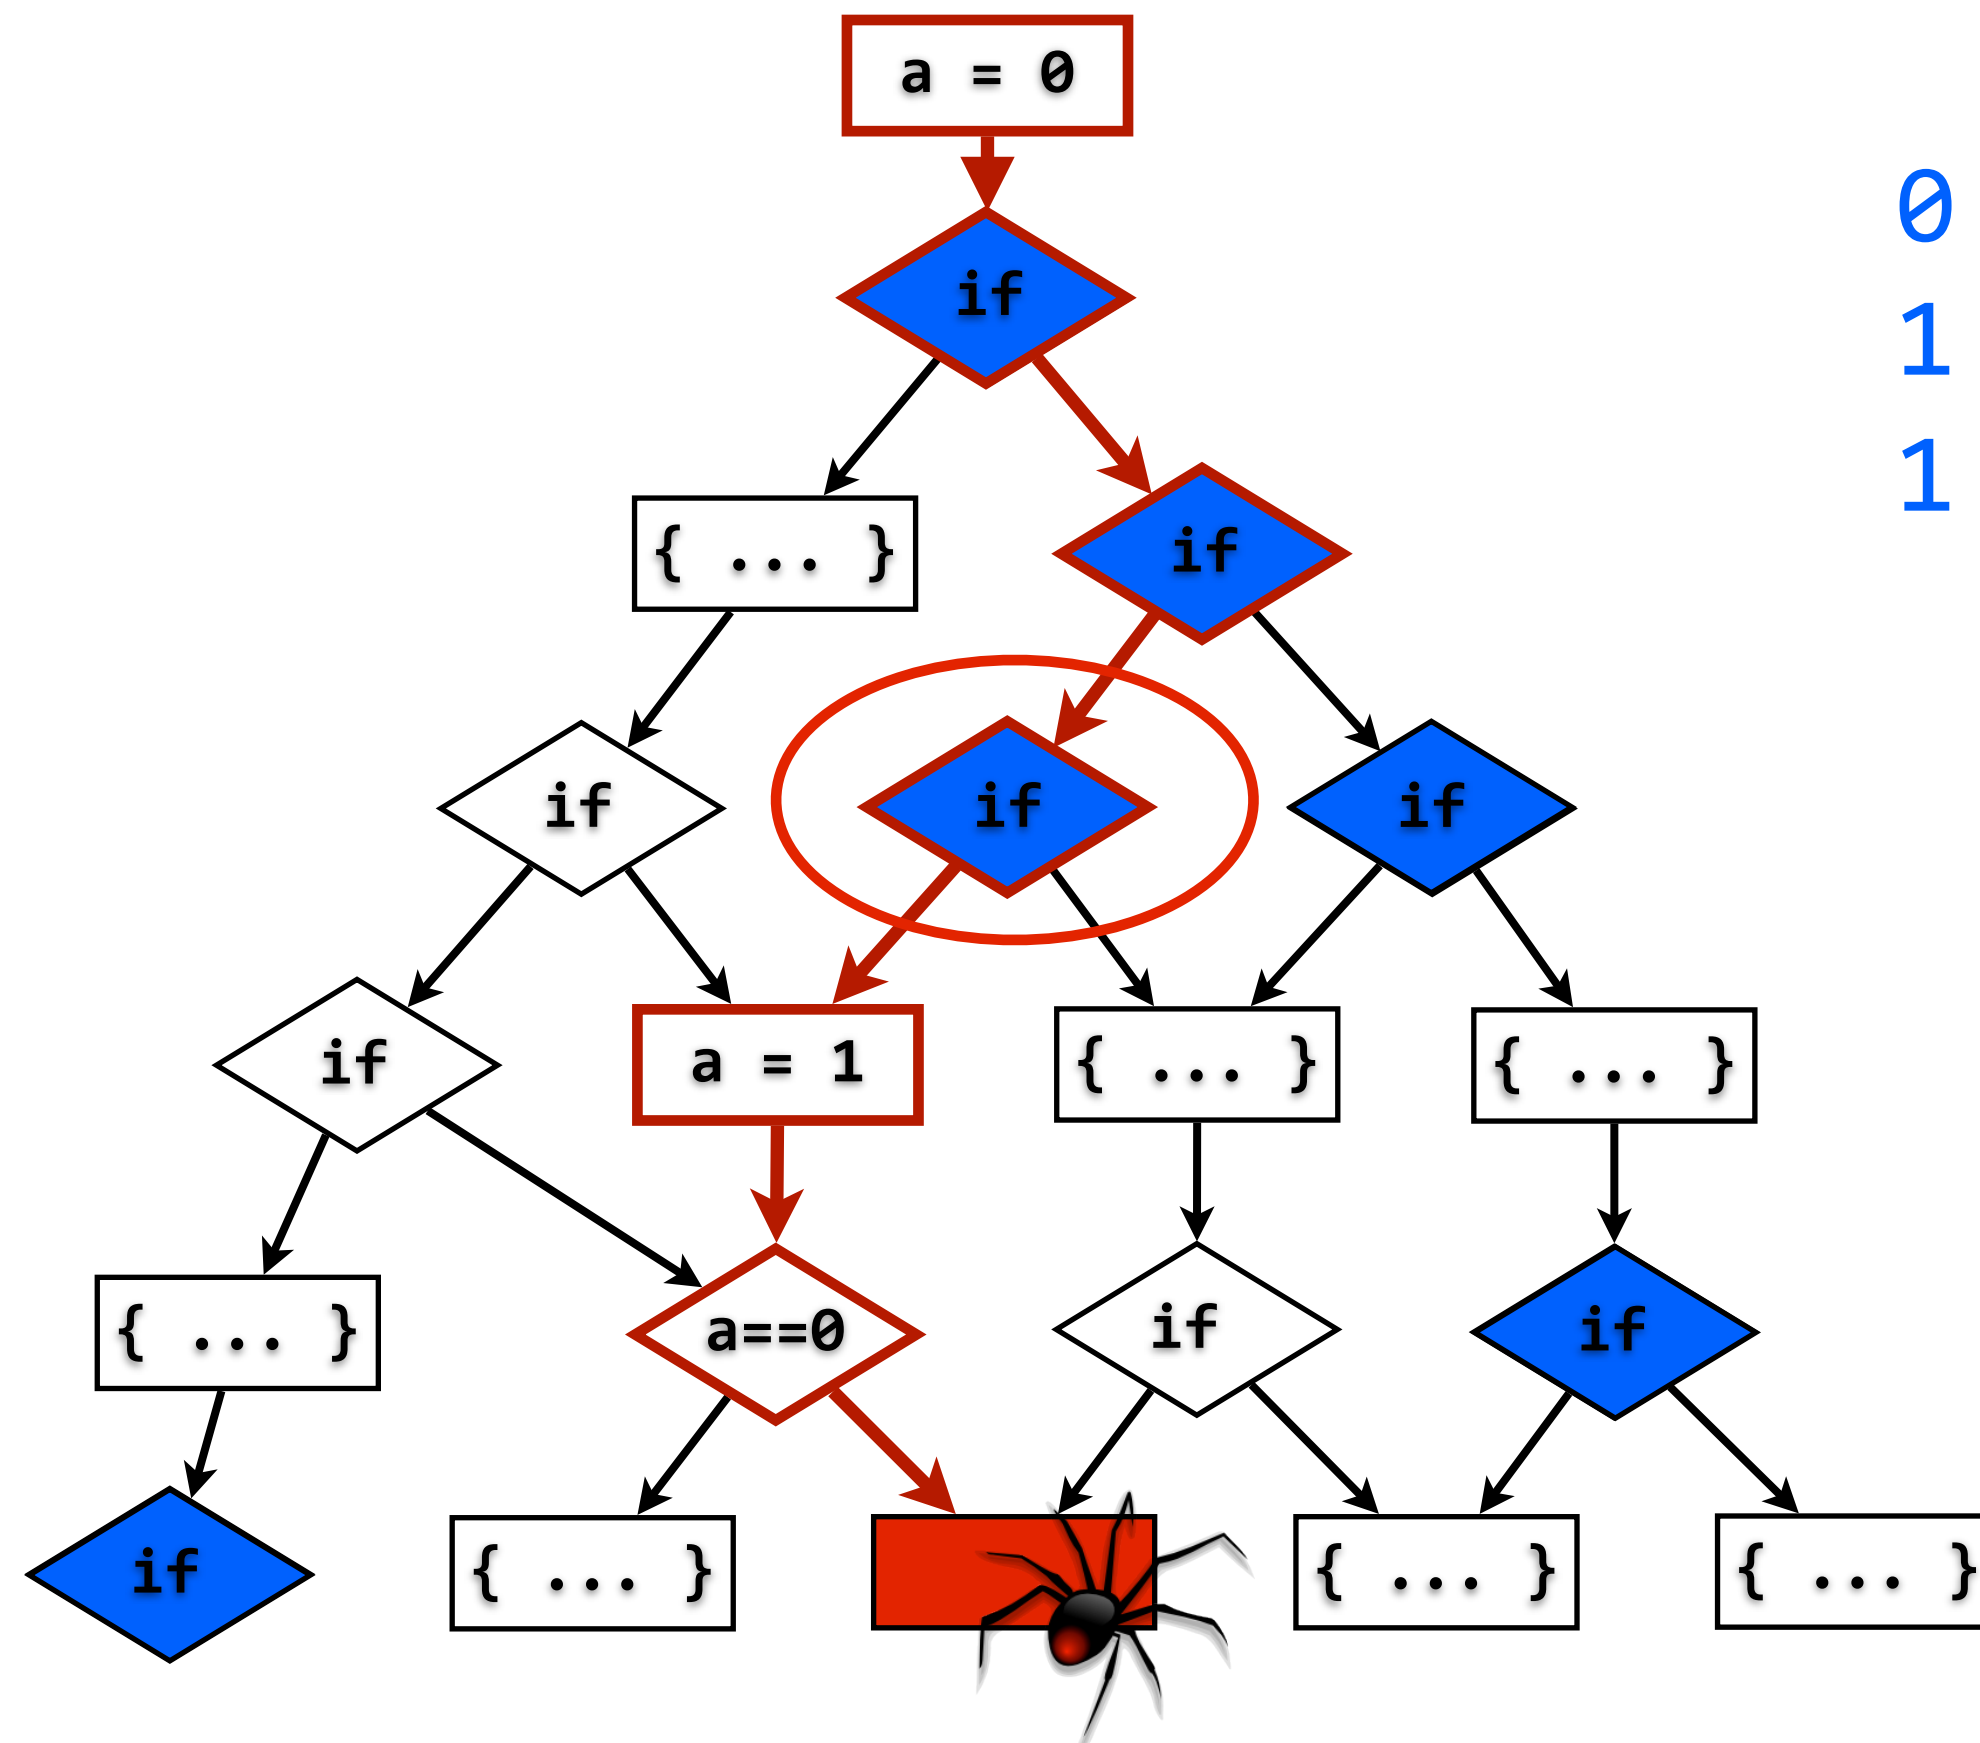 a = 0
0
if
1
1
{ ... }
if
if
if
if
if
a = 1
{ ... }
{ ... }
{ ... }
a==0
if
if
if
{ ... }
{ ... }
{ ... }